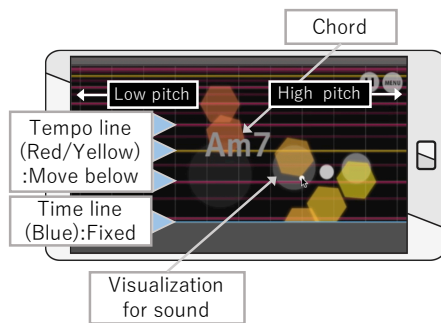 Chord
MENU
Low pitch
High pitch
Tempo line
(Red/Yellow)
:Move below
Am7
Time line
(Blue):Fixed
Visualization
for sound